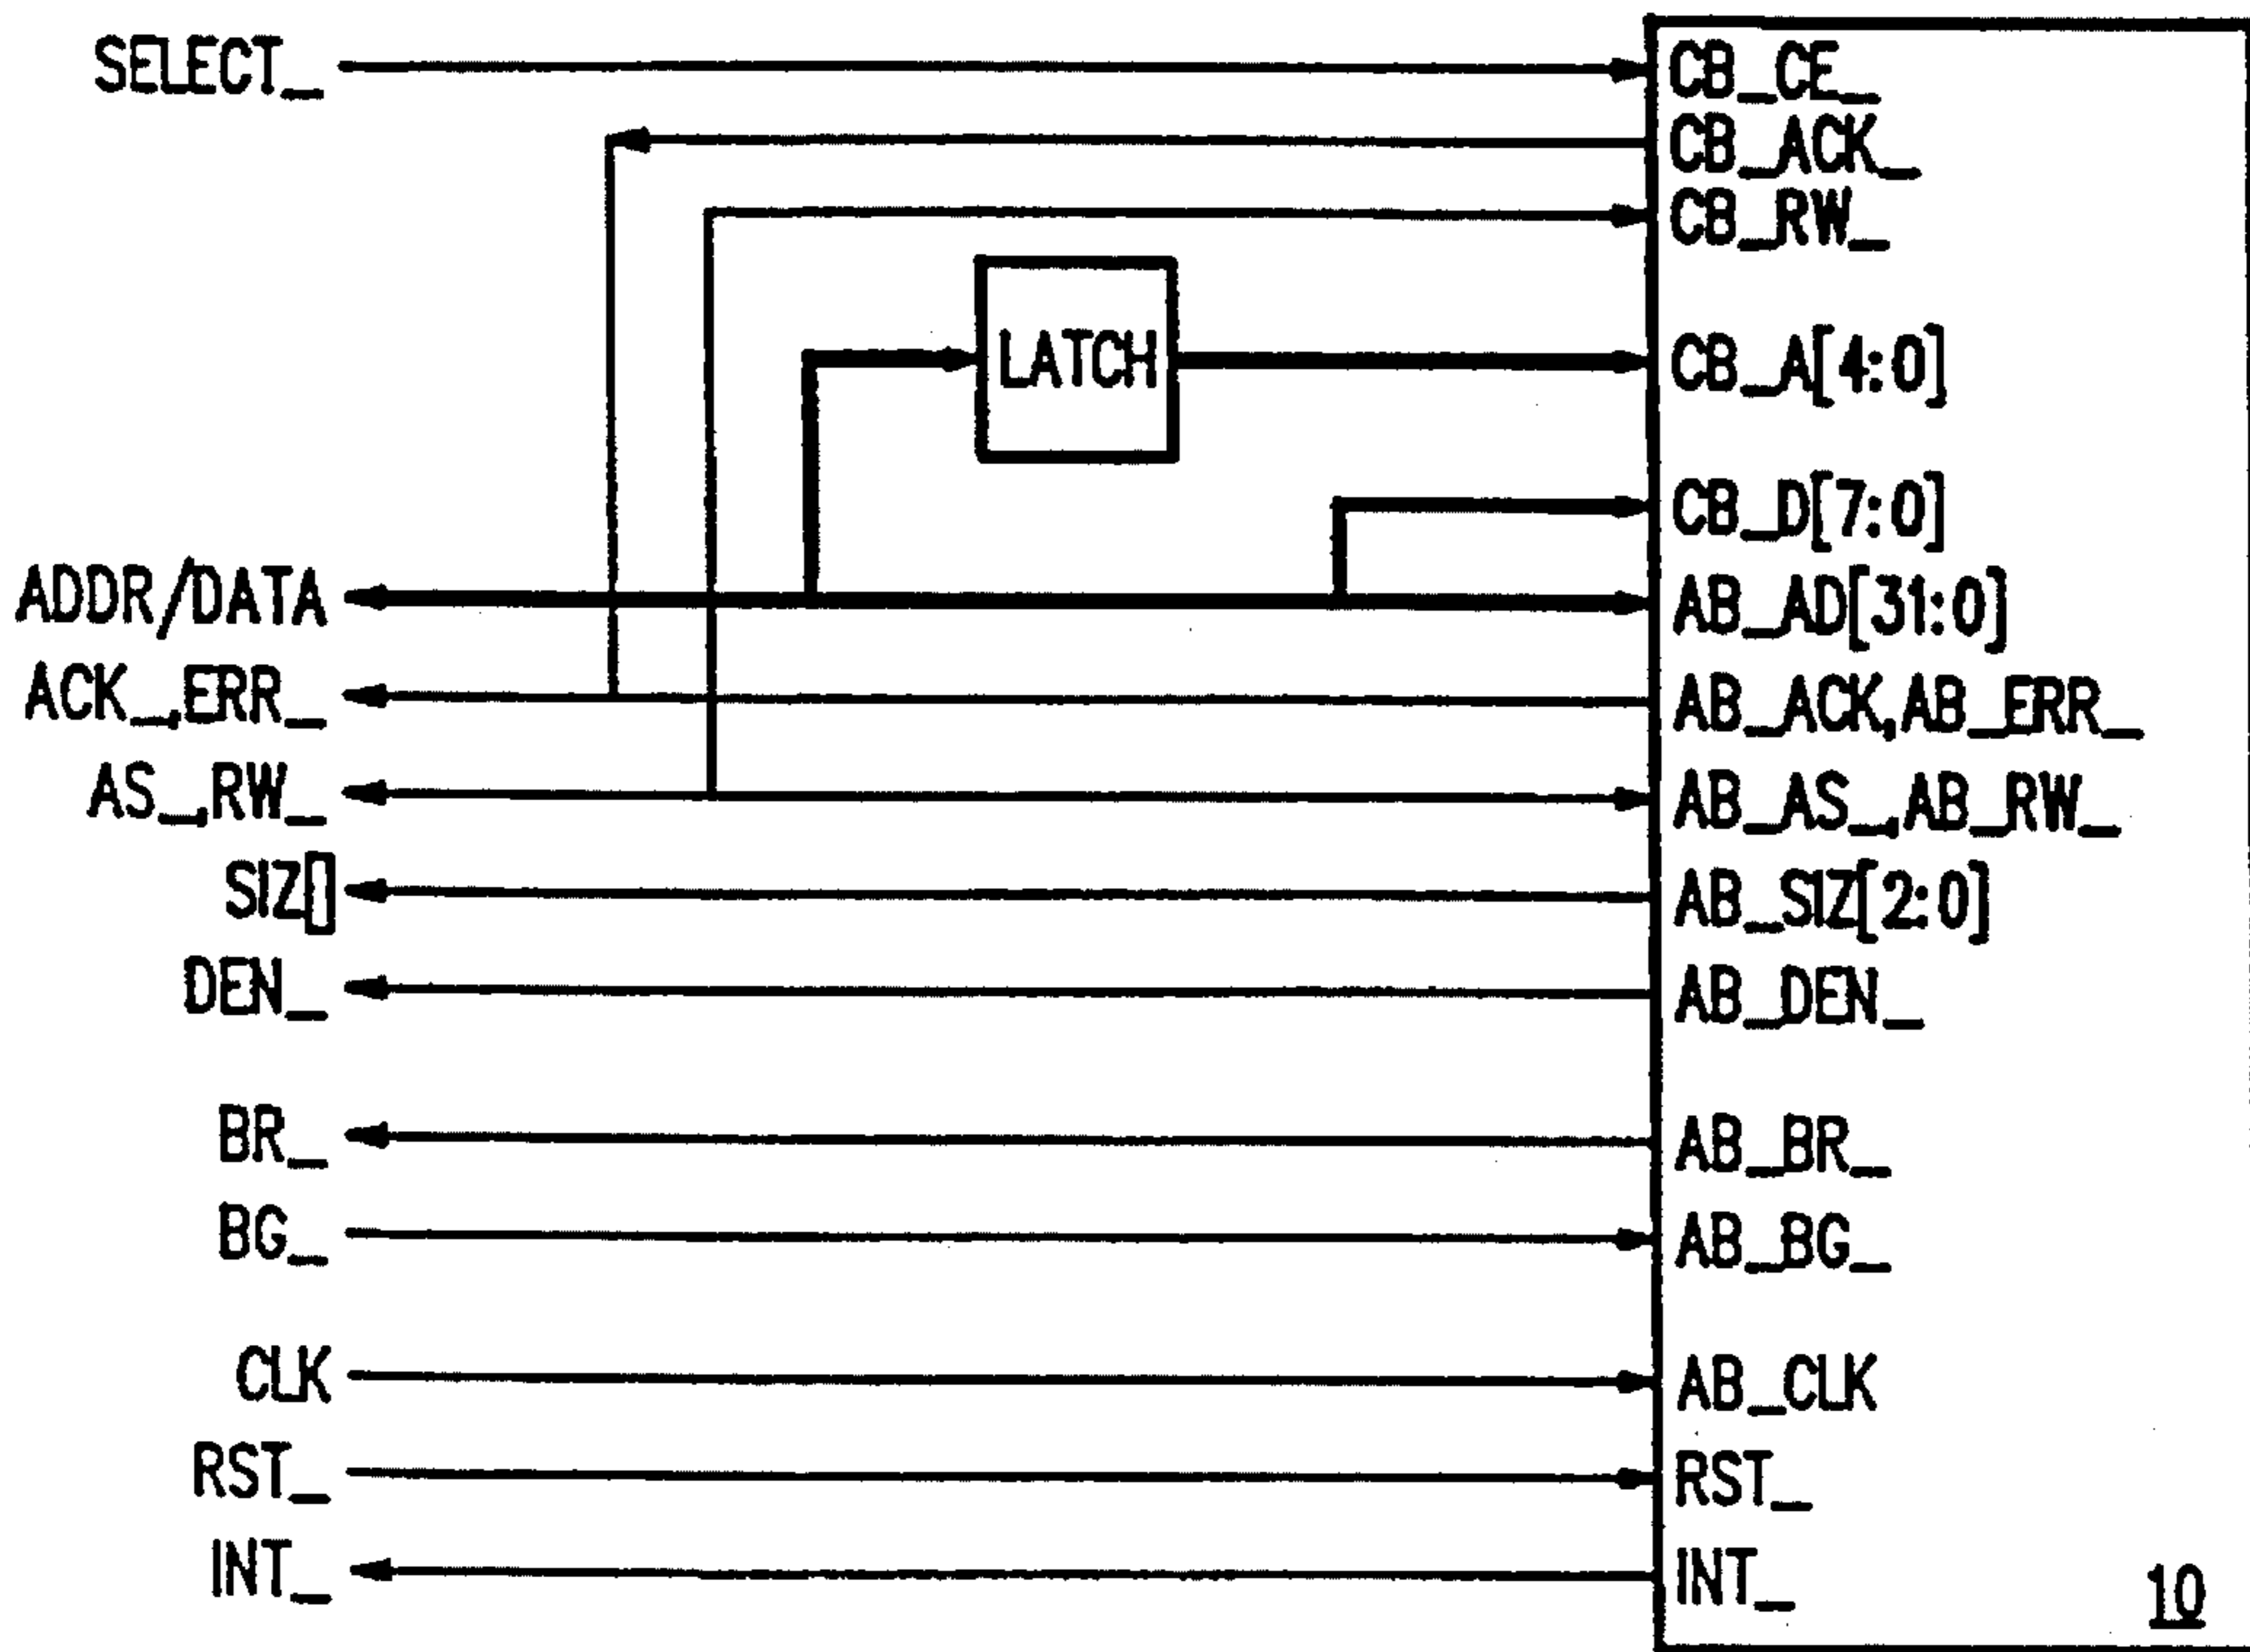 SELECT_ CB_CE_
CB_ACK_
CB_RW_
LATCH CB_A[4:0]
CB_D[7:0]
ADDR/DATA AB_AD[31:0]
ACK_,ERR_ AB_ACK,AB_ERR_
AS_,RW_ AB_AS_,AB_RW_
SIZ[] AB_SIZ[2:0]
DEN_ AB_DEN_
BR_ AB_BR_
BG_ AB_BG_
CLK AB_CLK
RST_ RST_
INT_ INT_
10